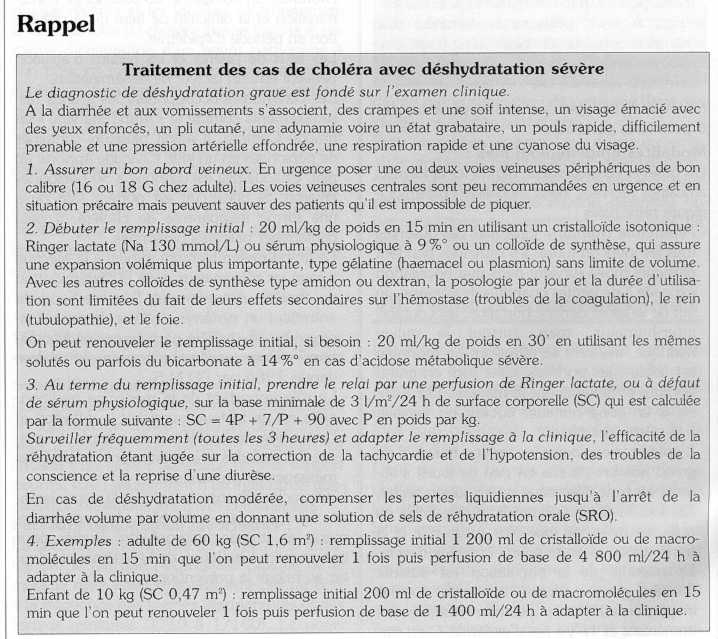 Rappel
Traitement des cas de choléra avec déshydratation sévère
Le diagnostic de déshydratation grave est fondé sur l'examen clinique.
A la diarrhée et aux vomissements s'associent, des crampes et une soif intense, un visage émacié avec
des yeux enfoncés, un pli cutané, une adynamie voire un état grabataire, un pouls rapide, difficilement
prenable et une pression artérielle effondrée, une respiration rapide et une cyanose du visage.
1. Assurer un bon abord veineux. En urgence poser une ou deux voies veineuses périphériques de bon
calibre (16 ou 18 G chez adulte). Les voies veineuses centrales sont peu recommandées en urgence et en
situation précaire mais peuvent sauver des patients qu'il est impossible de piquer.
2. Débuter le remplissage initial : 20 ml/kg de poids en 15 min en utilisant un cristalloïde isotonique :
Ringer lactate (Na 130 mmol/L) ou sérum physiologique à 9 %° ou un colloïde de synthèse, qui assure
une expansion volémique plus importante, type gélatine (haemacel ou plasmion) sans limite de volume.
Avec les autres colloïdes de synthèse type amidon ou dextran, la posologie par jour et la durée d'utilisa-
tion sont limitées du fait de leurs effets secondaires sur l'hémostase (troubles de la coagulation), le rein
(tubulopathie), et le foie.
On peut renouveler le remplissage initial, si besoin : 20 ml/kg de poids en 30' en utilisant les mêmes
solutés ou parfois du bicarbonate à 14 %° en cas d'acidose métabolique sévère.
3. Au terme du remplissage initial, prendre le relai par une perfusion de Ringer lactate, ou à défaut
de sérum physiologique, sur la base minimale de 3 l/m²/24 h de surface corporelle (SC) qui est calculée
par la formule suivante : SC = 4P + 7/P + 90 avec P en poids par kg.
Surveiller fréquemment (toutes les 3 heures) et adapter le remplissage à la clinique, l'efficacité de la
réhydratation étant jugée sur la correction de la tachycardie et de l'hypotension, des troubles de la
conscience et la reprise d'une diurèse.
En cas de déshydratation modérée, compenser les pertes liquidiennes jusqu'à l'arrêt de la
diarrhée volume par volume en donnant une solution de sels de réhydratation orale (SRO).
4. Exemples : adulte de 60 kg (SC 1,6 m²) : remplissage initial 1 200 ml de cristalloïde ou de macro-
molécules en 15 min que l'on peut renouveler 1 fois puis perfusion de base de 4 800 ml/24 h à
adapter à la clinique.
Enfant de 10 kg (SC 0,47 m²) : remplissage initial 200 ml de cristalloïde ou de macromolécules en 15
min que l'on peut renouveler 1 fois puis perfusion de base de 1 400 ml/24 h à adapter à la clinique.